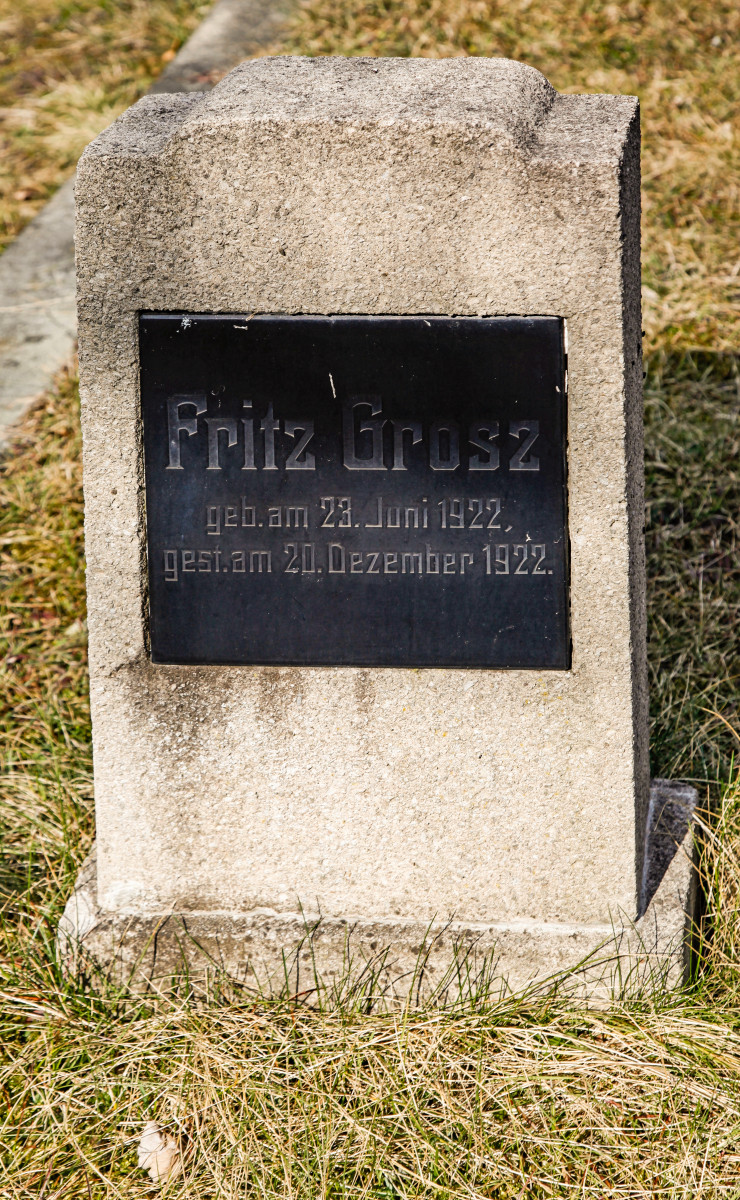 Fritz Grosz
geb. am 23. Juni 1922,
gest. am 20. Dezember 1922.